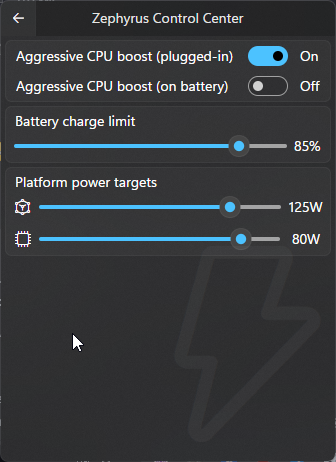 Zephyrus Control Center
Aggressive CPU boost (plugged-in) On
Aggressive CPU boost (on battery) Off
Battery charge limit
85%
Platform power targets
125W
80W